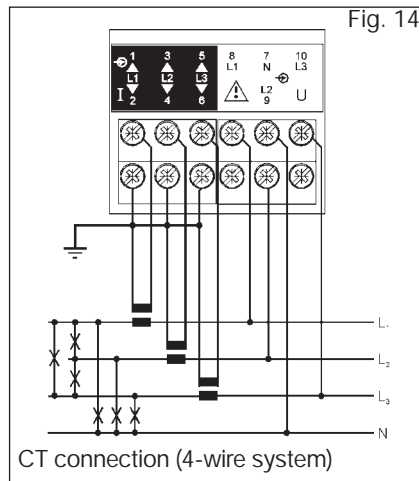 Fig. 14
1 3 5 8 7 10
L1 N L3
L1 L2 L3
I L2 U
2 4 6 9
L.
L₂
L₃
N
CT connection (4-wire system)